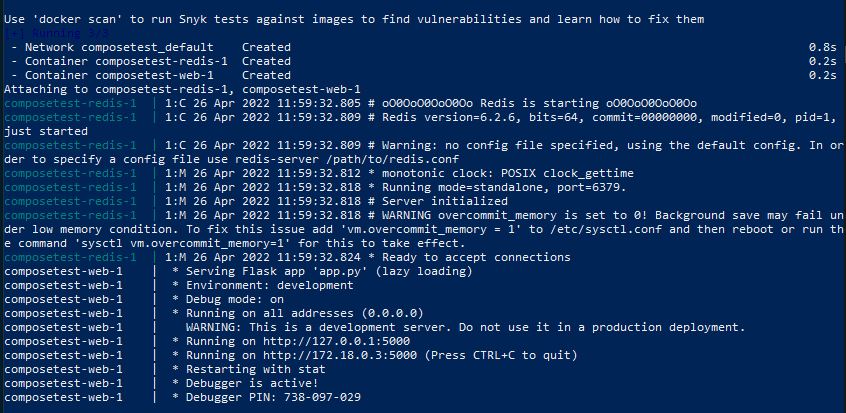 Use 'docker scan' to run Snyk tests against images to find vulnerabilities and learn how to fix them
[+] Running 3/3
 - Network composetest_default    Created    0.8s
 - Container composetest-redis-1  Created    0.2s
 - Container composetest-web-1    Created    0.2s
Attaching to composetest-redis-1, composetest-web-1
composetest-redis-1  | 1:C 26 Apr 2022 11:59:32.805 # oO0OoO0OoO0Oo Redis is starting oO0OoO0OoO0Oo
composetest-redis-1  | 1:C 26 Apr 2022 11:59:32.809 # Redis version=6.2.6, bits=64, commit=00000000, modified=0, pid=1,
just started
composetest-redis-1  | 1:C 26 Apr 2022 11:59:32.809 # Warning: no config file specified, using the default config. In or
der to specify a config file use redis-server /path/to/redis.conf
composetest-redis-1  | 1:M 26 Apr 2022 11:59:32.812 * monotonic clock: POSIX clock_gettime
composetest-redis-1  | 1:M 26 Apr 2022 11:59:32.818 * Running mode=standalone, port=6379.
composetest-redis-1  | 1:M 26 Apr 2022 11:59:32.818 # Server initialized
composetest-redis-1  | 1:M 26 Apr 2022 11:59:32.818 # WARNING overcommit_memory is set to 0! Background save may fail un
der low memory condition. To fix this issue add 'vm.overcommit_memory = 1' to /etc/sysctl.conf and then reboot or run th
e command 'sysctl vm.overcommit_memory=1' for this to take effect.
composetest-redis-1  | 1:M 26 Apr 2022 11:59:32.824 * Ready to accept connections
composetest-web-1    |  * Serving Flask app 'app.py' (lazy loading)
composetest-web-1    |  * Environment: development
composetest-web-1    |  * Debug mode: on
composetest-web-1    |  * Running on all addresses (0.0.0.0)
composetest-web-1    |    WARNING: This is a development server. Do not use it in a production deployment.
composetest-web-1    |  * Running on http://127.0.0.1:5000
composetest-web-1    |  * Running on http://172.18.0.3:5000 (Press CTRL+C to quit)
composetest-web-1    |  * Restarting with stat
composetest-web-1    |  * Debugger is active!
composetest-web-1    |  * Debugger PIN: 738-097-029